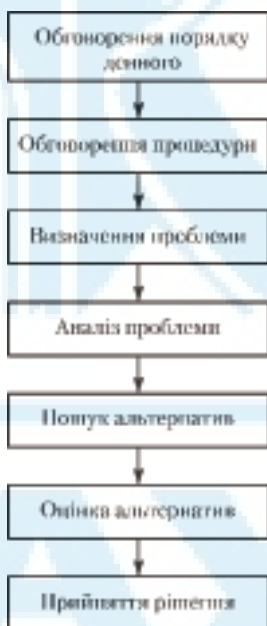 Обговорення порядку
денного
Обговорення процедури
Визначення проблеми
Аналіз проблеми
Пошук альтернатив
Оцінка альтернатив
Прийняття рішення